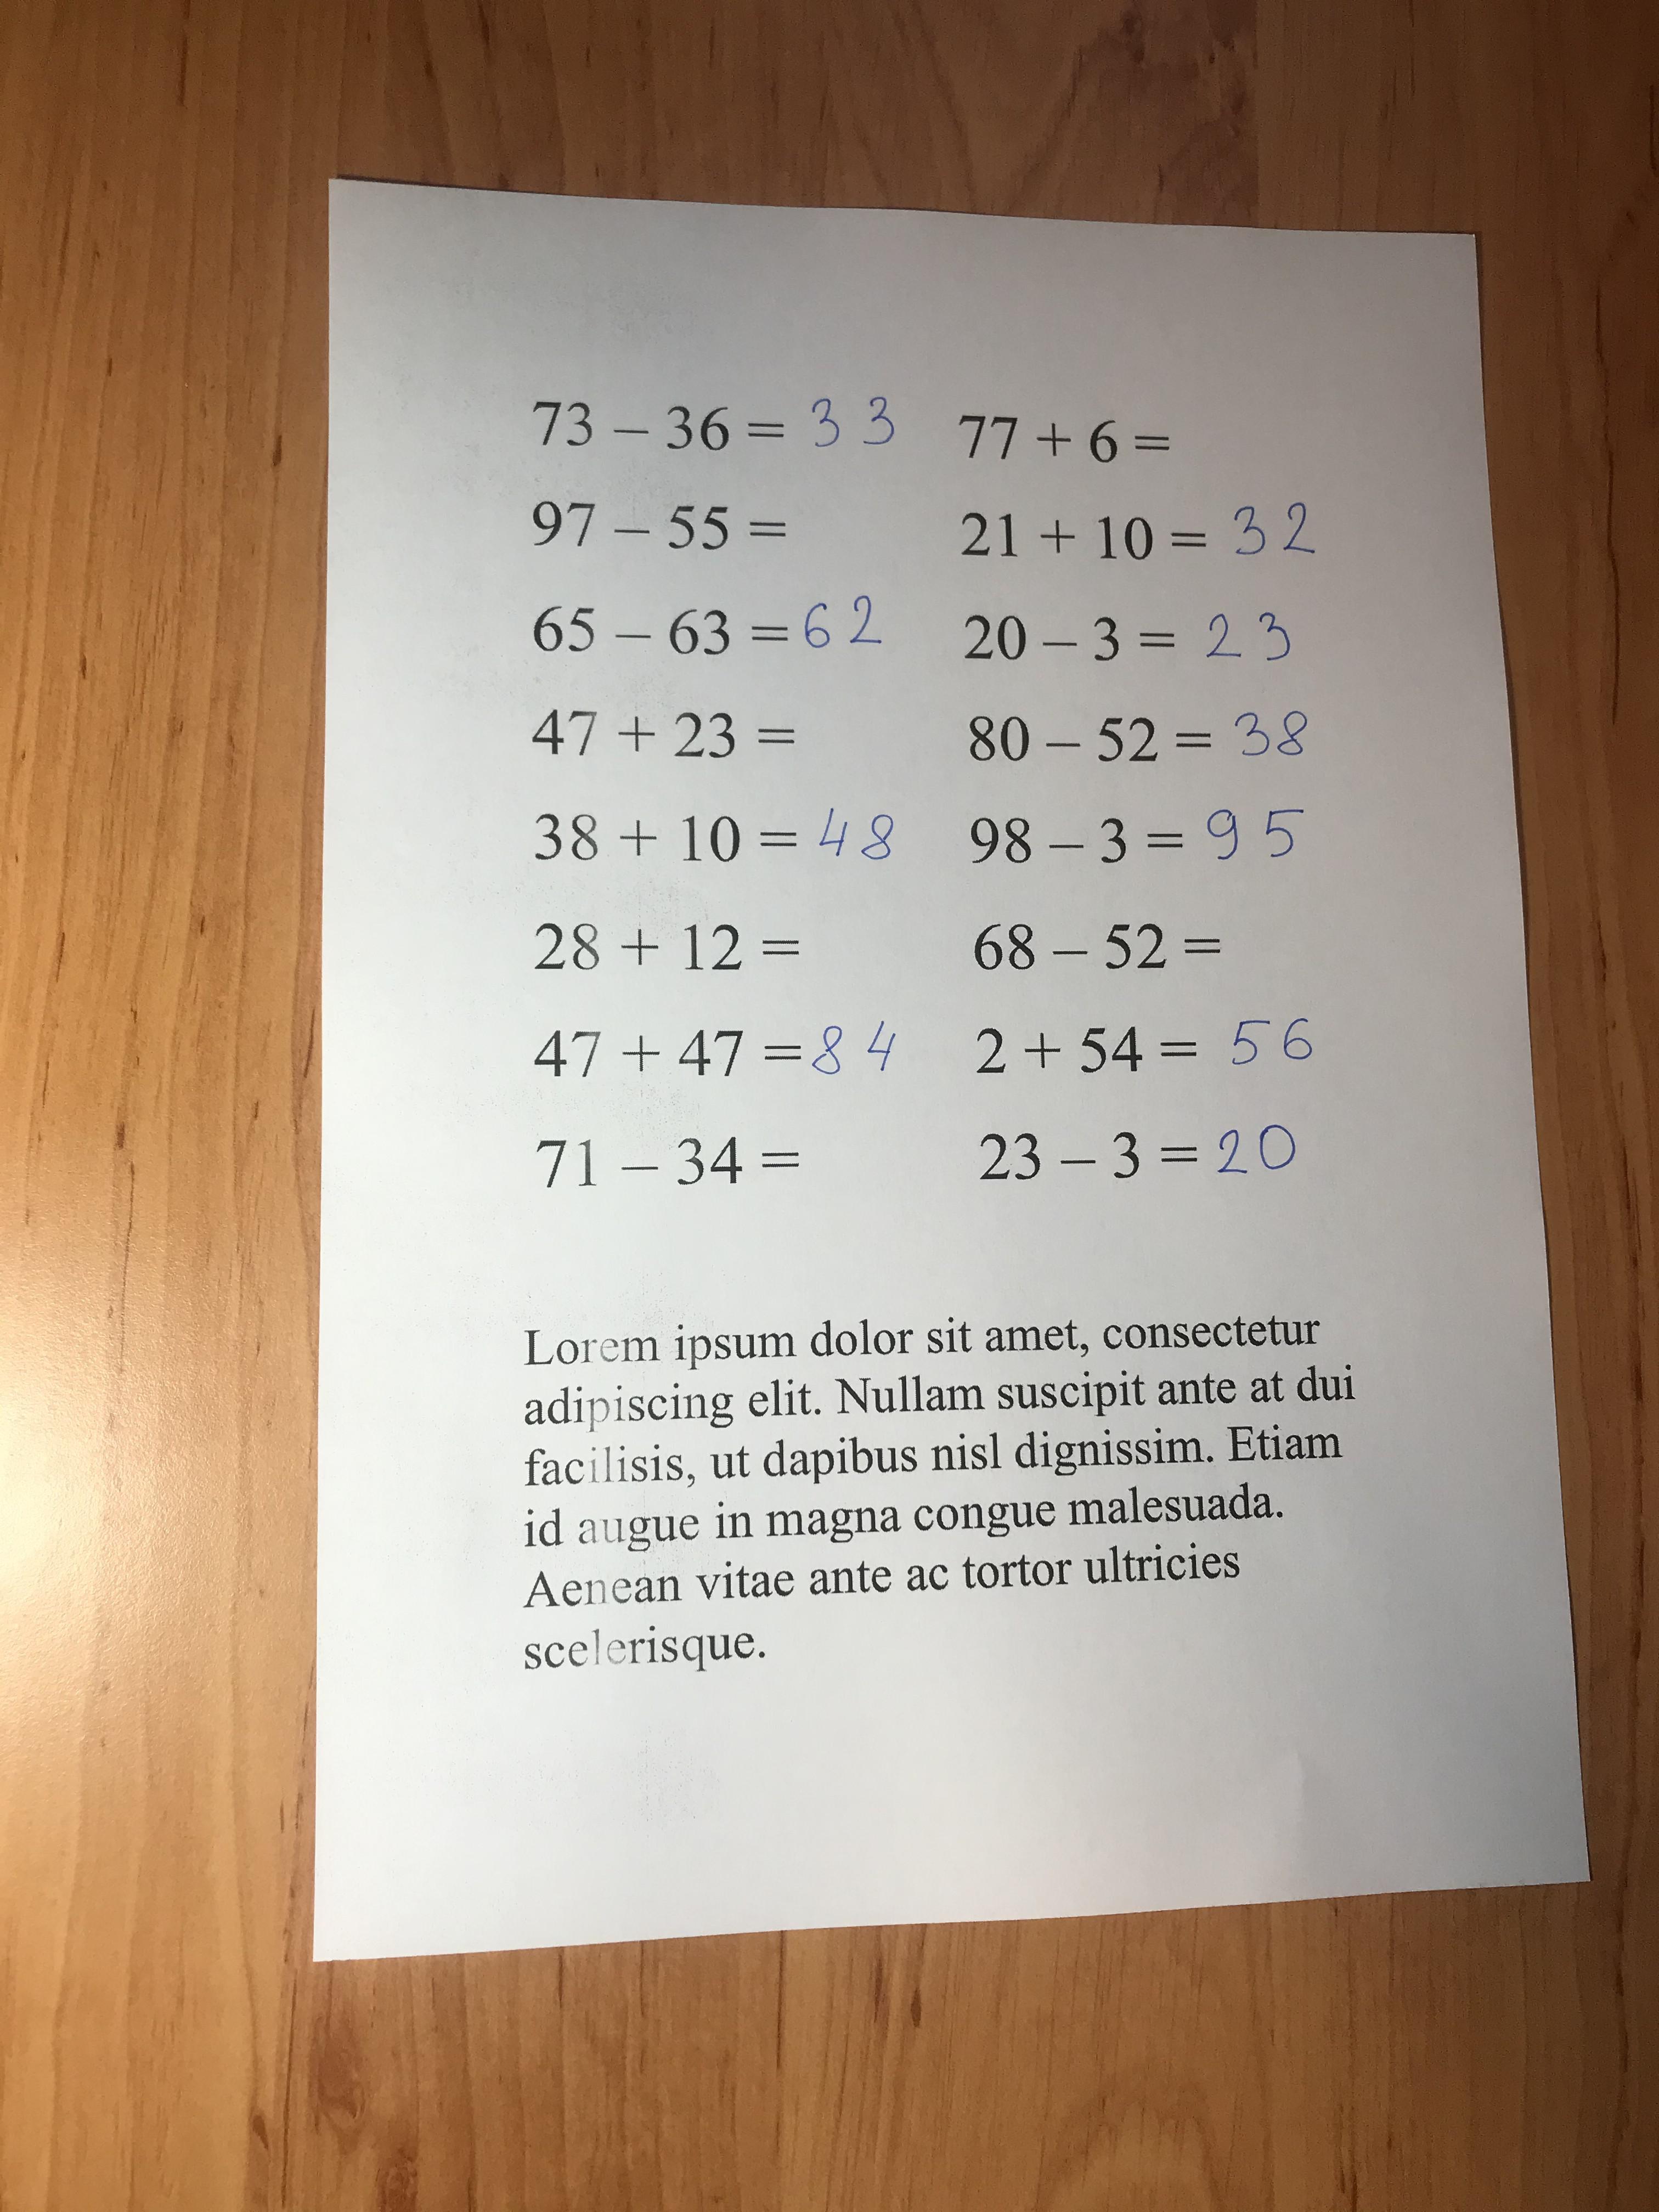 73 – 36 = 33 77 + 6 =
97 – 55 = 21 + 10 = 32
65 – 63 = 62 20 – 3 = 23
47 + 23 = 80 – 52 = 38
38 + 10 = 48 98 – 3 = 95
28 + 12 = 68 – 52 =
47 + 47 = 84 2 + 54 = 56
71 – 34 = 23 – 3 = 20
Lorem ipsum dolor sit amet, consectetur
adipiscing elit. Nullam suscipit ante at dui
facilisis, ut dapibus nisl dignissim. Etiam
id augue in magna congue malesuada.
Aenean vitae ante ac tortor ultricies
scelerisque.